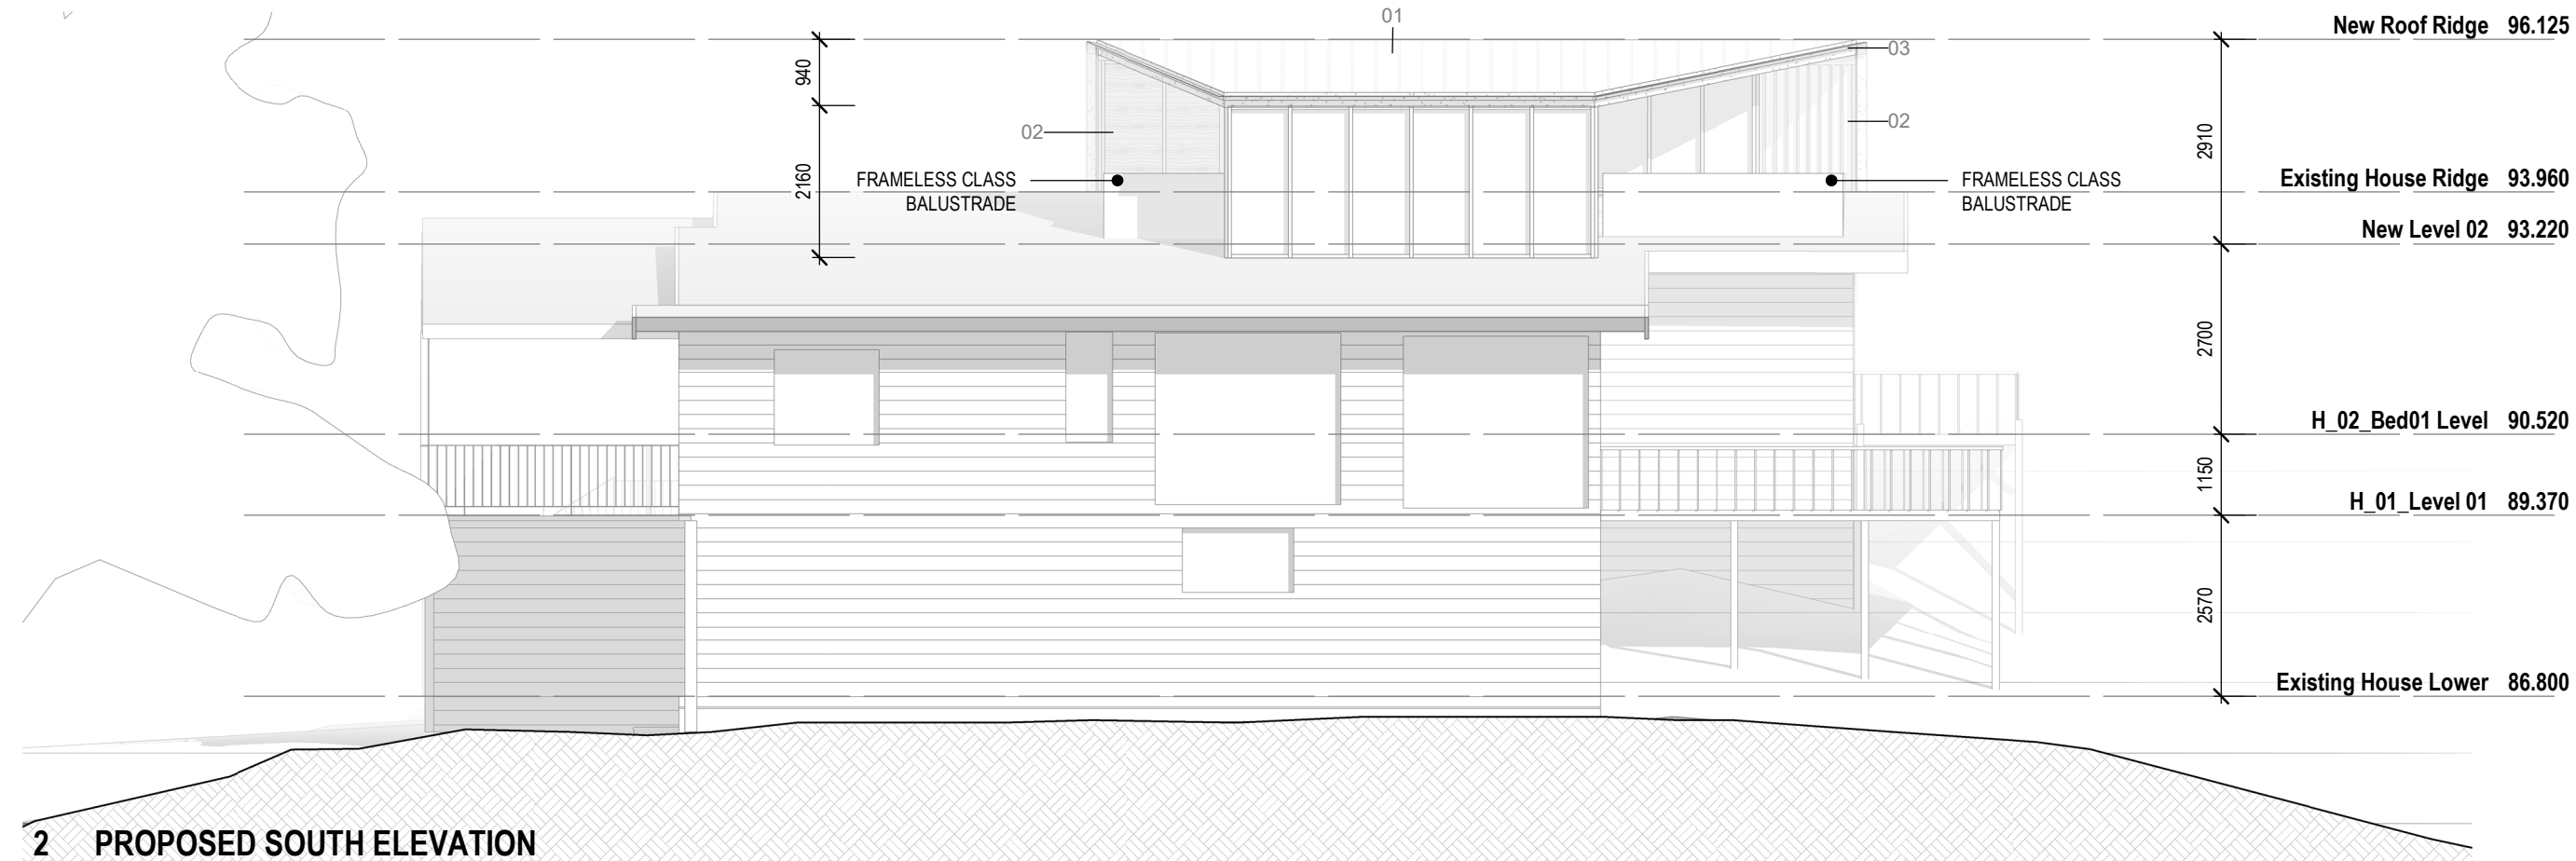 01
New Roof Ridge 96.125
03
940
02
02
2910
2160
FRAMELESS CLASS
BALUSTRADE
FRAMELESS CLASS
BALUSTRADE
Existing House Ridge 93.960
New Level 02 93.220
2700
H_02_Bed01 Level 90.520
1150
H_01_Level 01 89.370
2570
Existing House Lower 86.800
2 PROPOSED SOUTH ELEVATION